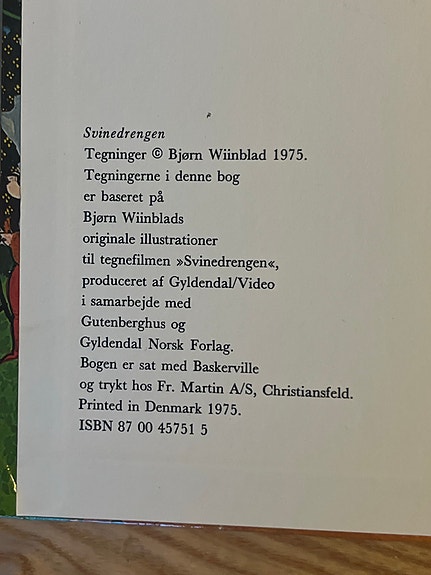 Svinedrengen
Tegninger © Bjørn Wiinblad 1975.
Tegningerne i denne bog
er baseret på
Bjørn Wiinblads
originale illustrationer
til tegnefilmen »Svinedrengen«,
produceret af Gyldendal/Video
i samarbejde med
Gutenberghus og
Gyldendal Norsk Forlag.
Bogen er sat med Baskerville
og trykt hos Fr. Martin A/S, Christiansfeld.
Printed in Denmark 1975.
ISBN 87 00 45751 5